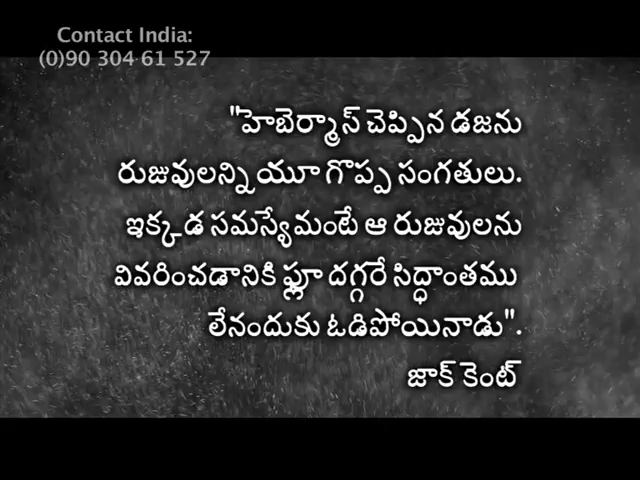 Contact India:
(0)90 304 61 527
"హెబెర్మాస్ చెప్పిన డజను
రుజువులన్ని యూ గొప్ప సంగతులు.
ఇక్కడ సమస్యేమంటే ఆ రుజువులను
వివరించడానికి ఫ్లూ దగ్గరే సిద్ధాంతము
లేనందుకు ఓడిపోయినాడు".
జాక్ కెంట్